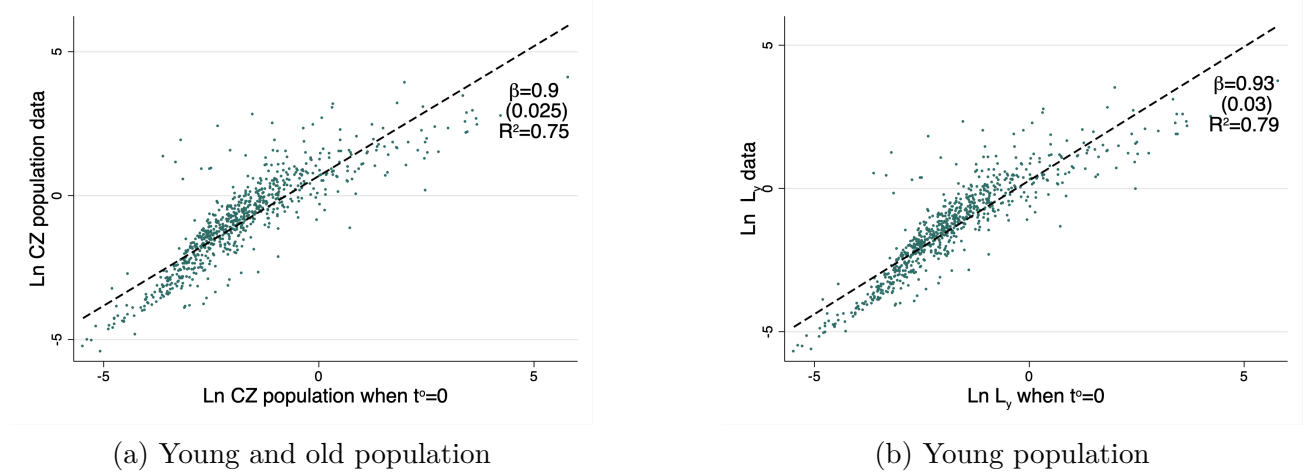 Ln CZ population data
5
0
-5
β=0.9
(0.025)
R²=0.75
-5
0
5
Ln CZ population when tᵒ=0
(a) Young and old population
Ln L_y data
5
0
-5
β=0.93
(0.03)
R²=0.79
-5
0
5
Ln L_y when tᵒ=0
(b) Young population